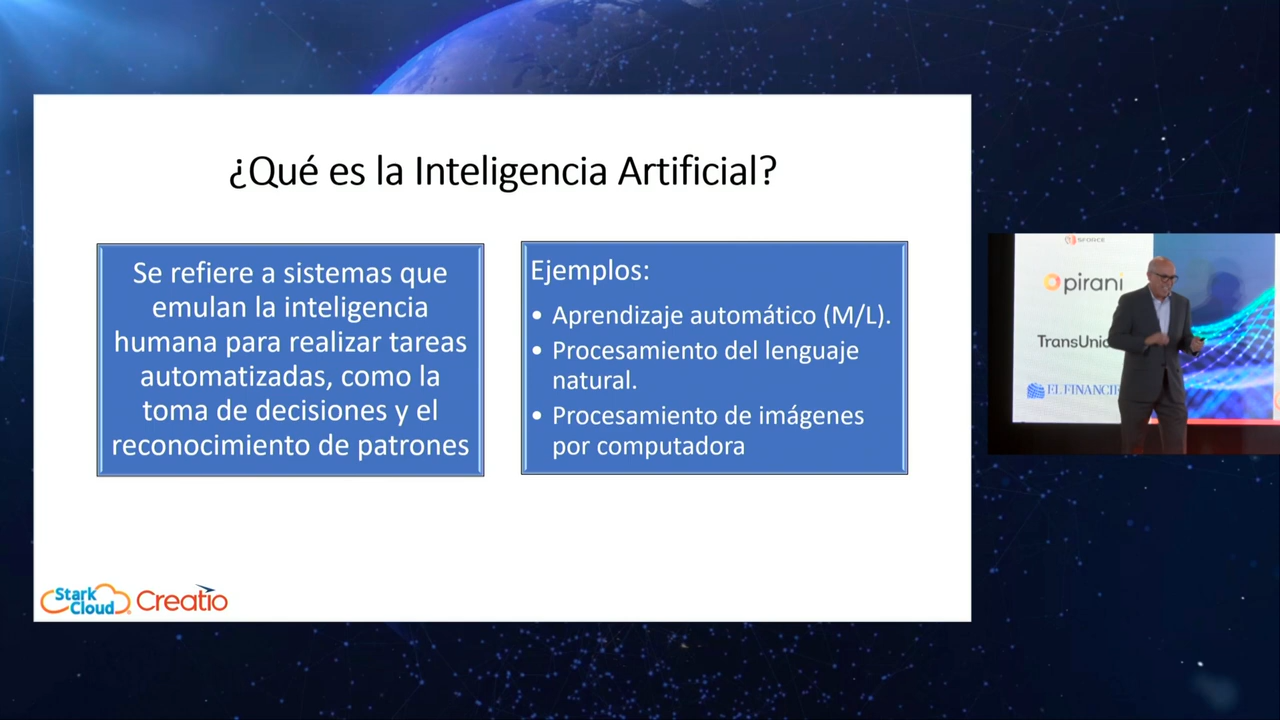 ¿Qué es la Inteligencia Artificial?
Se refiere a sistemas que
emulan la inteligencia
humana para realizar tareas
automatizadas, como la
toma de decisiones y el
reconocimiento de patrones
Ejemplos:
• Aprendizaje automático (M/L).
• Procesamiento del lenguaje
natural.
• Procesamiento de imágenes
por computadora
Stark
Cloud
Creatio
pirani
TransUnio
EL FINANCIE